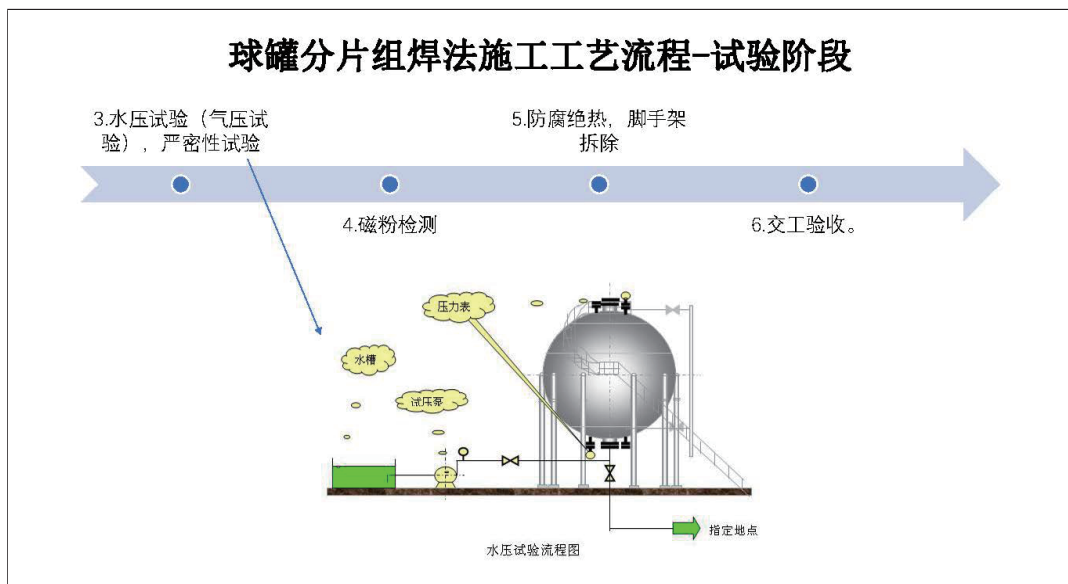 球罐分片组焊法施工工艺流程-试验阶段
3.水压试验（气压试
验），严密性试验
5.防腐绝热，脚手架
拆除
4.磁粉检测
6.交工验收。
压力表
水槽
试压泵
指定地点
水压试验流程图